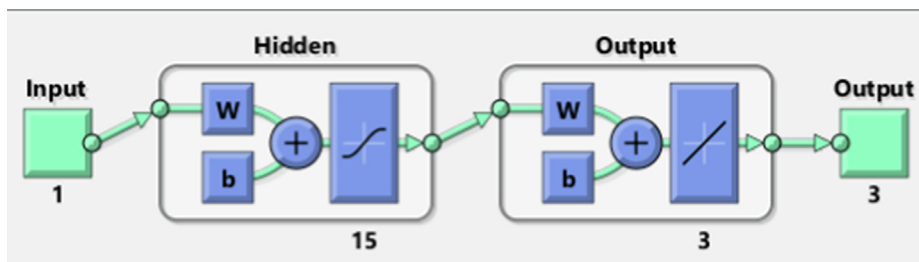 Hidden Output
Input Output
W W
+ +
b b
1 3
15 3